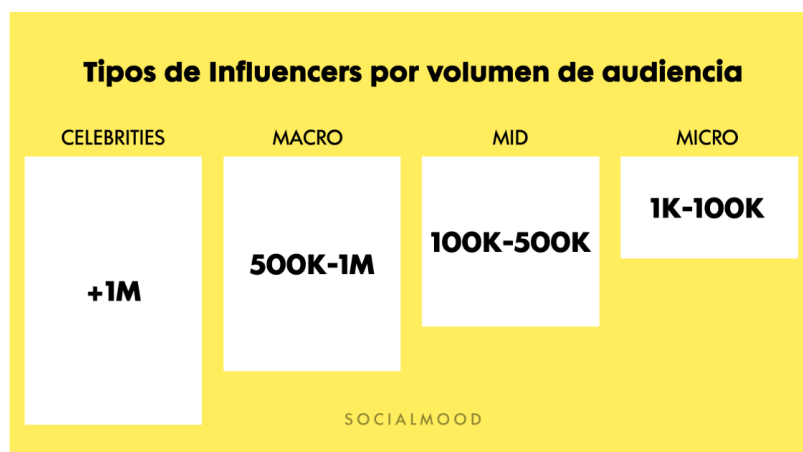 Tipos de Influencers por volumen de audiencia
CELEBRITIES
MACRO
MID
MICRO
+1M
500K-1M
100K-500K
1K-100K
SOCIALMOOD